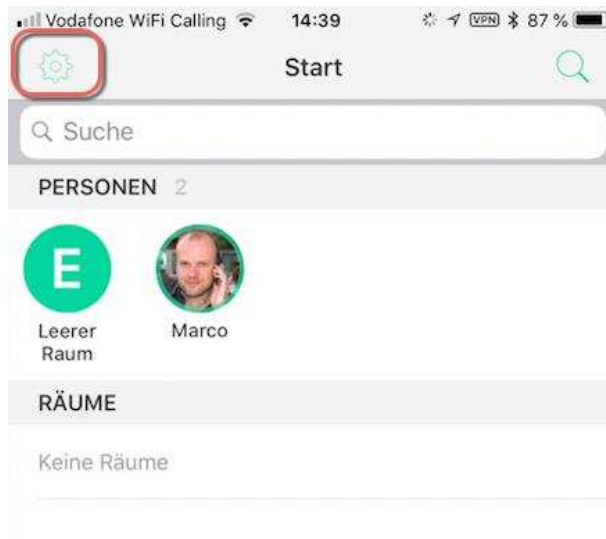 Vodafone WiFi Calling 14:39 VPN 87 %
Start
Suche
PERSONEN 2
E
Leerer
Raum
Marco
RÄUME
Keine Räume